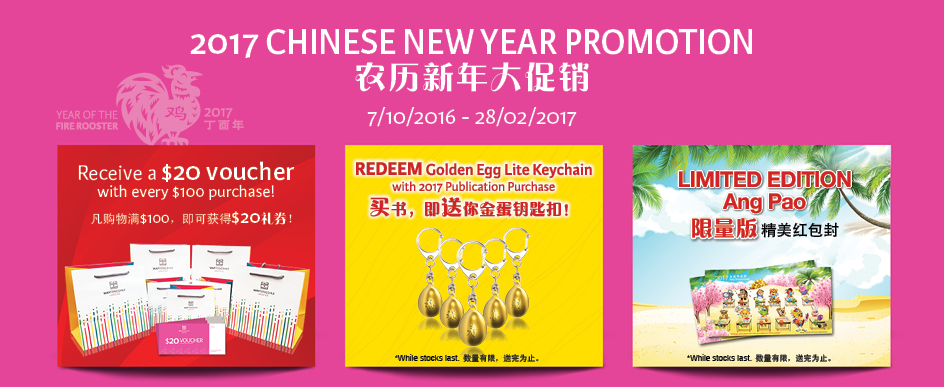 2017 CHINESE NEW YEAR PROMOTION
农历新年大促销
7/10/2016 - 28/02/2017
YEAR OF THE
FIRE ROOSTER
鸡
2017
丁酉年
Receive a $20 voucher
with every $100 purchase!
凡购物满$100，即可获得$20礼券！
$20 VOUCHER
REDEEM Golden Egg Lite Keychain
with 2017 Publication Purchase
买书，即送你金蛋钥匙扣！
*While stocks last. 数量有限，送完为止。
LIMITED EDITION
Ang Pao
限量版 精美红包封
2017
*While stocks last. 数量有限，送完为止。